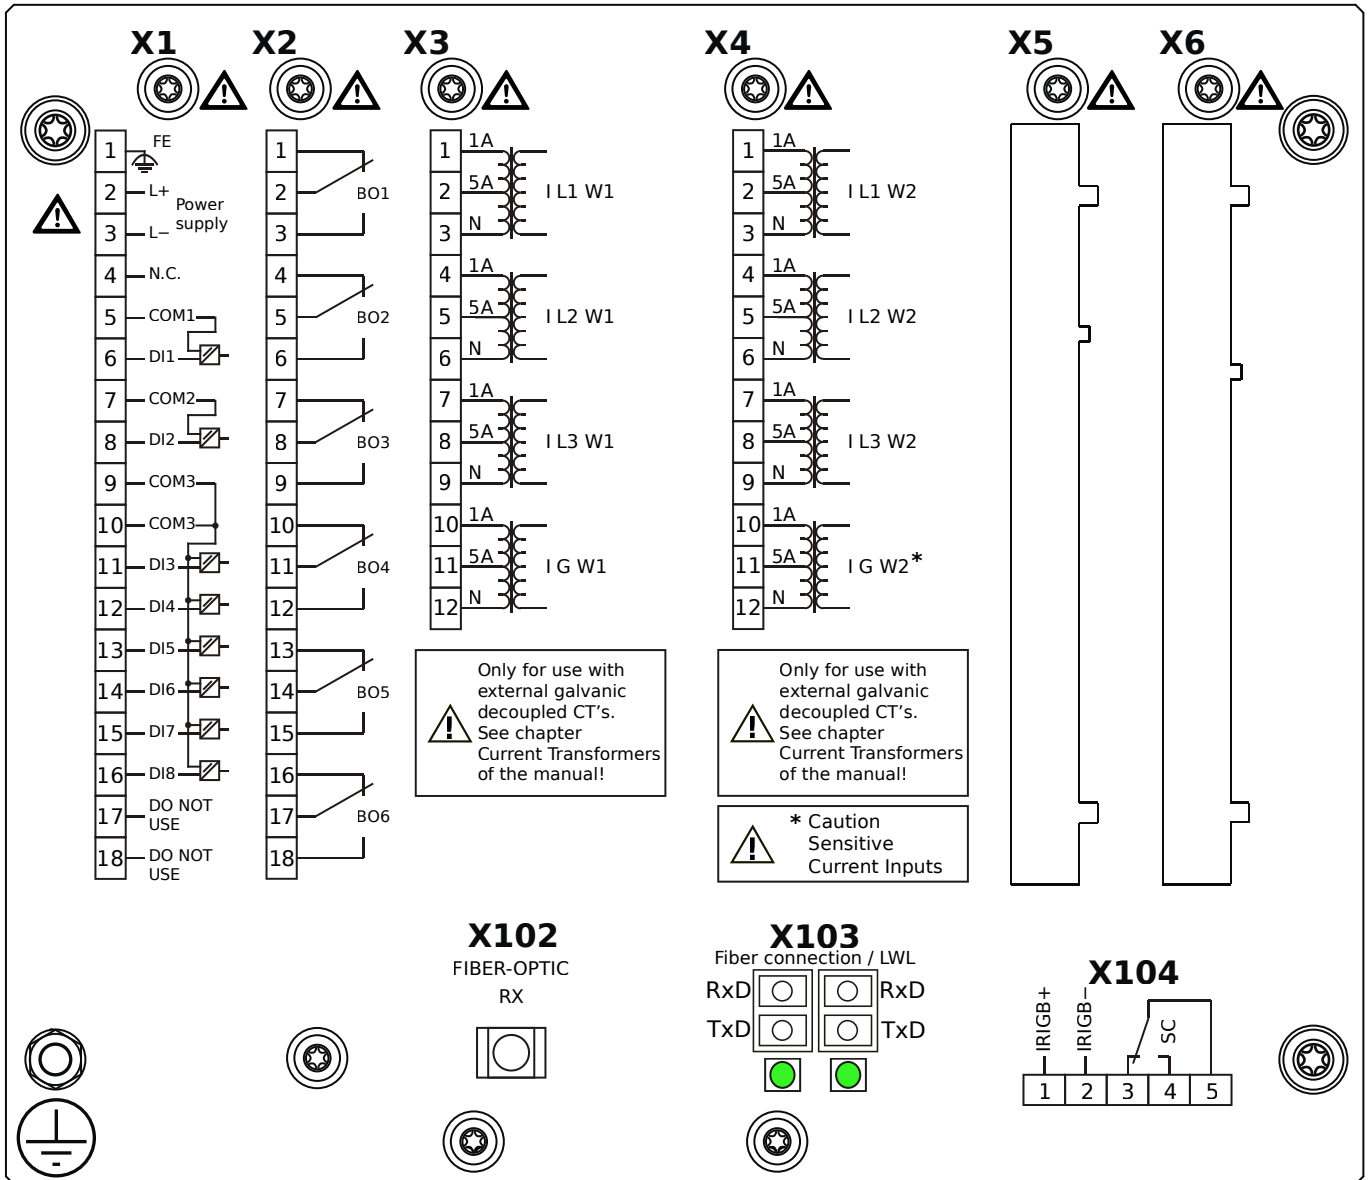 X1
X2
X3
X4
X5
X6
1 FE
2 L+
Power
supply
3 L−
4 N.C.
5 COM1
6 DI1
7 COM2
8 DI2
9 COM3
10 COM3
11 DI3
12 DI4
13 DI5
14 DI6
15 DI7
16 DI8
17 DO NOT
USE
18 DO NOT
USE
1
2 BO1
3
4
5 BO2
6
7
8 BO3
9
10
11 BO4
12
13
14 BO5
15
16
17 BO6
18
1 1A
2 5A I L1 W1
3 N
4 1A
5 5A I L2 W1
6 N
7 1A
8 5A I L3 W1
9 N
10 1A
11 5A I G W1
12 N
Only for use with
external galvanic
decoupled CT's.
See chapter
Current Transformers
of the manual!
1 1A
2 5A I L1 W2
3 N
4 1A
5 5A I L2 W2
6 N
7 1A
8 5A I L3 W2
9 N
10 1A
11 5A I G W2*
12 N
Only for use with
external galvanic
decoupled CT's.
See chapter
Current Transformers
of the manual!
* Caution
Sensitive
Current Inputs
X102
FIBER-OPTIC
RX
X103
Fiber connection / LWL
RxD RxD
TxD TxD
X104
IRIGB+
IRIGB−
SC
1 2 3 4 5